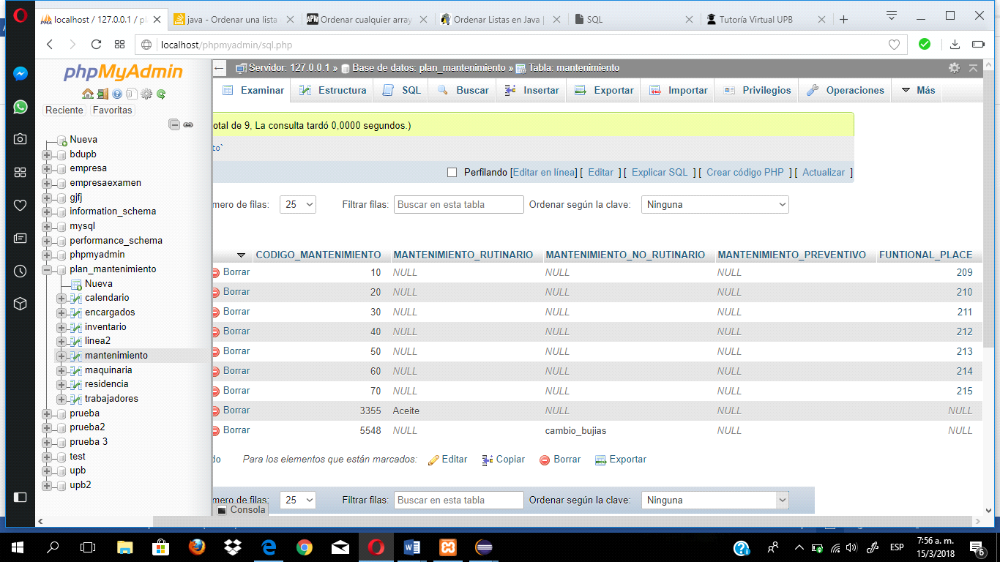 localhost / 127.0.0.1 / pl
java - Ordenar una lista
Ordenar cualquier array
Ordenar Listas en Java |
SQL
Tutoría Virtual UPB
localhost/phpmyadmin/sql.php
phpMyAdmin
Reciente Favoritas
Nueva
bdupb
empresa
empresaexamen
gjfj
information_schema
mysql
performance_schema
phpmyadmin
plan_mantenimiento
Nueva
calendario
encargados
inventario
linea2
mantenimiento
maquinaria
residencia
trabajadores
prueba
prueba2
prueba 3
test
upb
upb2
Servidor: 127.0.0.1 » Base de datos: plan_mantenimiento » Tabla: mantenimiento
Examinar Estructura SQL Buscar Insertar Exportar Importar Privilegios Operaciones Más
otal de 9, La consulta tardó 0,0000 segundos.)
to`
Perfilando [Editar en línea] [ Editar ] [ Explicar SQL ] [ Crear código PHP ] [ Actualizar ]
mero de filas: 25 Filtrar filas: Buscar en esta tabla Ordenar según la clave: Ninguna
CODIGO_MANTENIMIENTO MANTENIMIENTO_RUTINARIO MANTENIMIENTO_NO_RUTINARIO MANTENIMIENTO_PREVENTIVO FUNTIONAL_PLACE
Borrar 10 NULL NULL NULL 209
Borrar 20 NULL NULL NULL 210
Borrar 30 NULL NULL NULL 211
Borrar 40 NULL NULL NULL 212
Borrar 50 NULL NULL NULL 213
Borrar 60 NULL NULL NULL 214
Borrar 70 NULL NULL NULL 215
Borrar 3355 Aceite NULL NULL NULL
Borrar 5548 NULL cambio_bujias NULL NULL
do Para los elementos que están marcados: Editar Copiar Borrar Exportar
mero de filas: 25 Filtrar filas: Buscar en esta tabla Ordenar según la clave: Ninguna
Consola
ESP
7:56 a. m.
15/3/2018
6